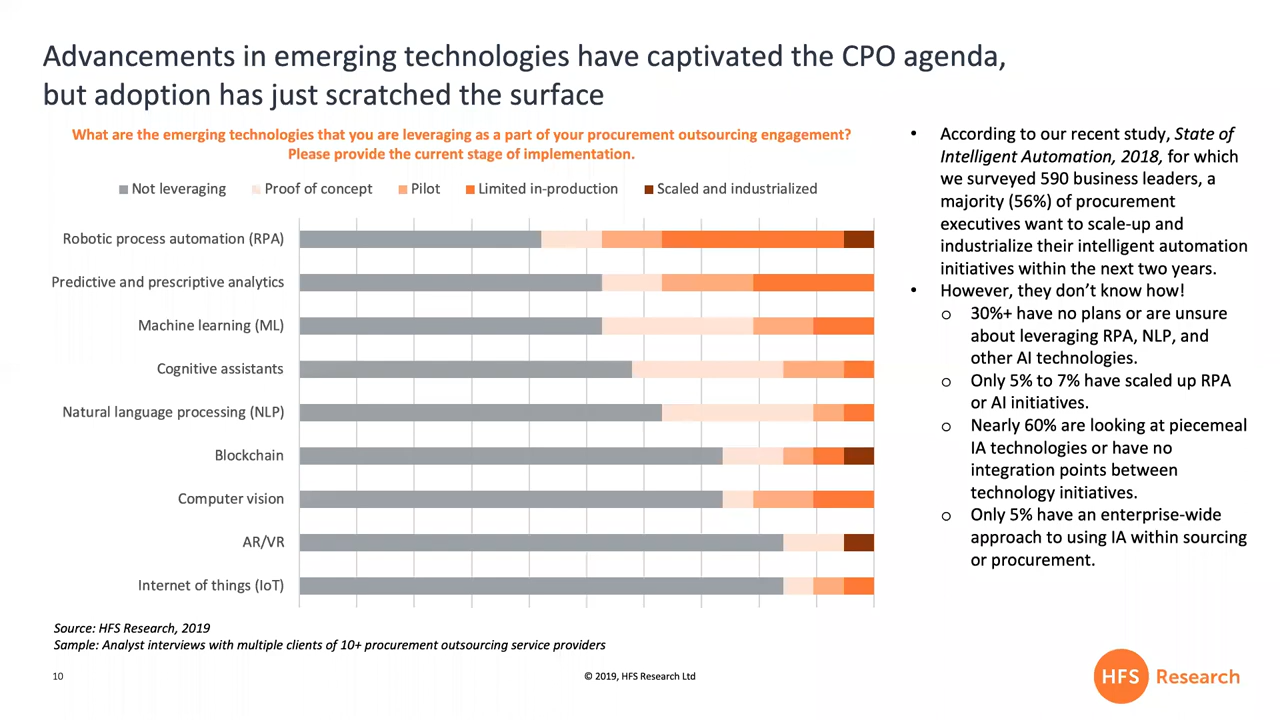 Advancements in emerging technologies have captivated the CPO agenda,
but adoption has just scratched the surface
What are the emerging technologies that you are leveraging as a part of your procurement outsourcing engagement?
Please provide the current stage of implementation.
Not leveraging
Proof of concept
Pilot
Limited in-production
Scaled and industrialized
Robotic process automation (RPA)
Predictive and prescriptive analytics
Machine learning (ML)
Cognitive assistants
Natural language processing (NLP)
Blockchain
Computer vision
AR/VR
Internet of things (IoT)
• According to our recent study, State of
Intelligent Automation, 2018, for which
we surveyed 590 business leaders, a
majority (56%) of procurement
executives want to scale-up and
industrialize their intelligent automation
initiatives within the next two years.
• However, they don’t know how!
o 30%+ have no plans or are unsure
about leveraging RPA, NLP, and
other AI technologies.
o Only 5% to 7% have scaled up RPA
or AI initiatives.
o Nearly 60% are looking at piecemeal
IA technologies or have no
integration points between
technology initiatives.
o Only 5% have an enterprise-wide
approach to using IA within sourcing
or procurement.
Source: HFS Research, 2019
Sample: Analyst interviews with multiple clients of 10+ procurement outsourcing service providers
10
© 2019, HFS Research Ltd
HFS Research